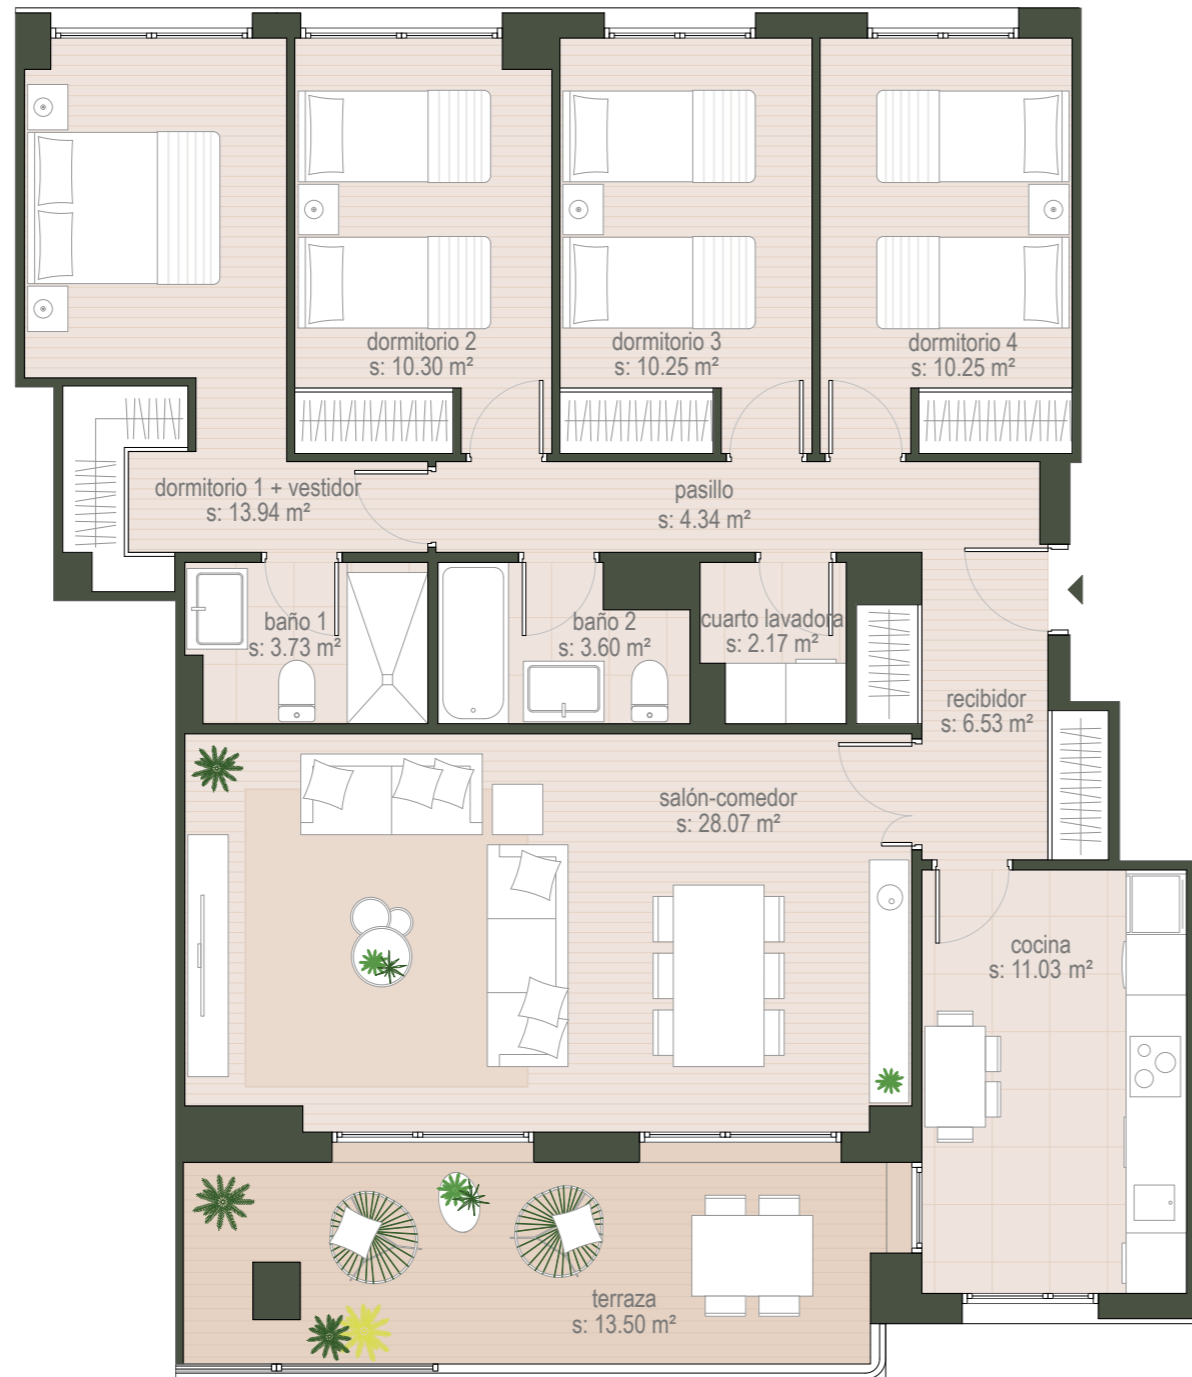 dormitorio 2
s: 10.30 m²
dormitorio 3
s: 10.25 m²
dormitorio 4
s: 10.25 m²
dormitorio 1 + vestidor
s: 13.94 m²
pasillo
s: 4.34 m²
baño 1
s: 3.73 m²
baño 2
s: 3.60 m²
cuarto lavadora
s: 2.17 m²
recibidor
s: 6.53 m²
salón-comedor
s: 28.07 m²
cocina
s: 11.03 m²
terraza
s: 13.50 m²